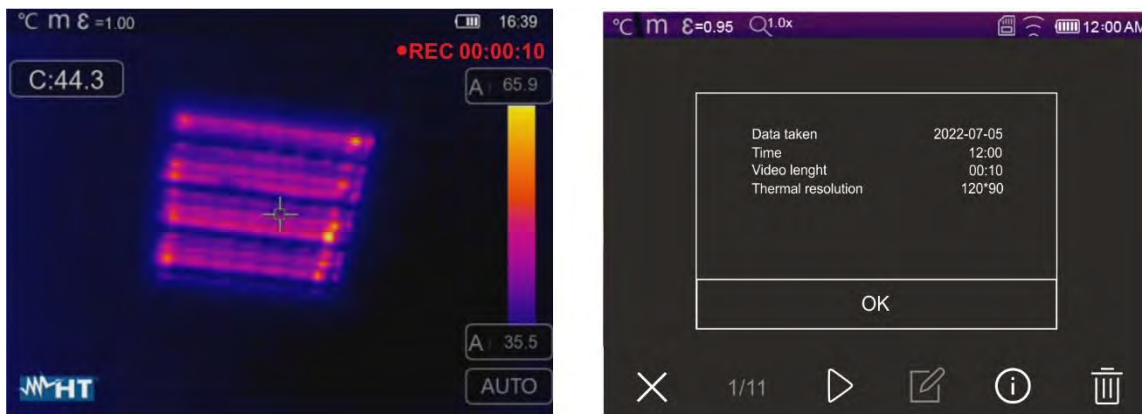 °C m ε =1.00 16:39
●REC 00:00:10
C:44.3
A 65.9
A 35.5
HT
AUTO
°C m ε=0.95 1.0x 12:00 AM
Data taken 2022-07-05
Time 12:00
Video lenght 00:10
Thermal resolution 120*90
OK
1/11